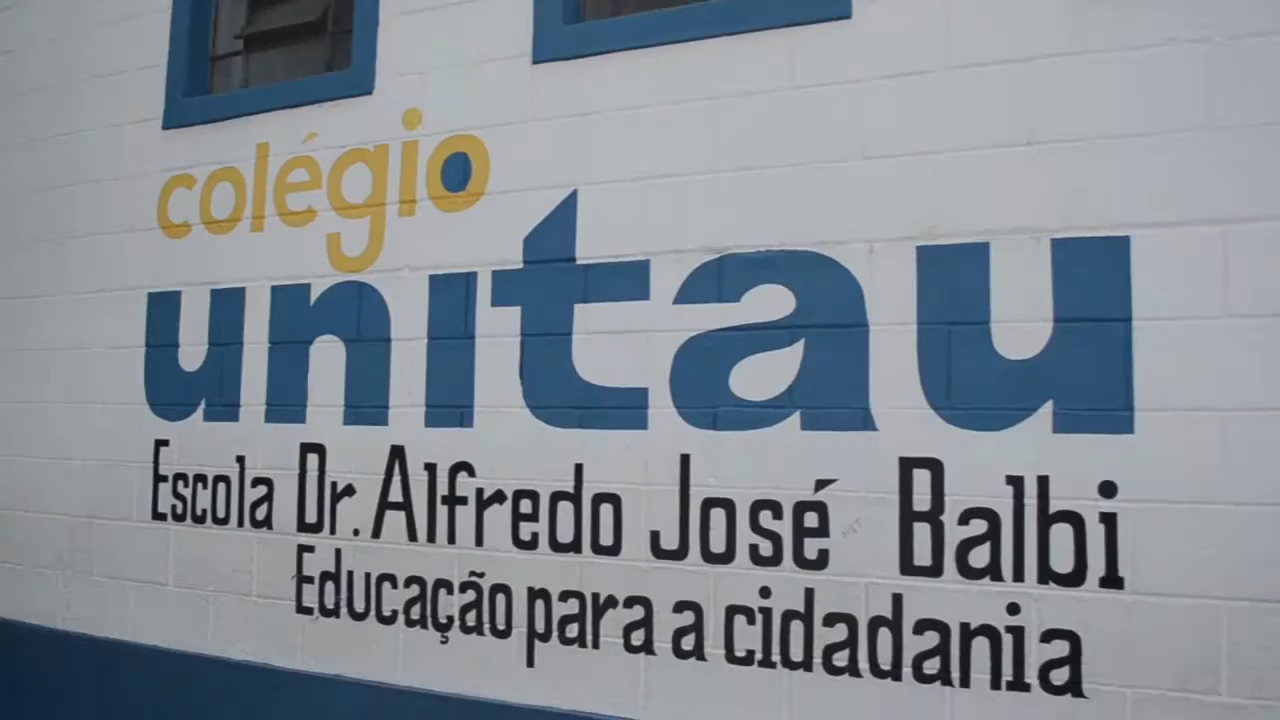 colégio
unitau
Escola Dr. Alfredo José Balbi
Educação para a cidadania